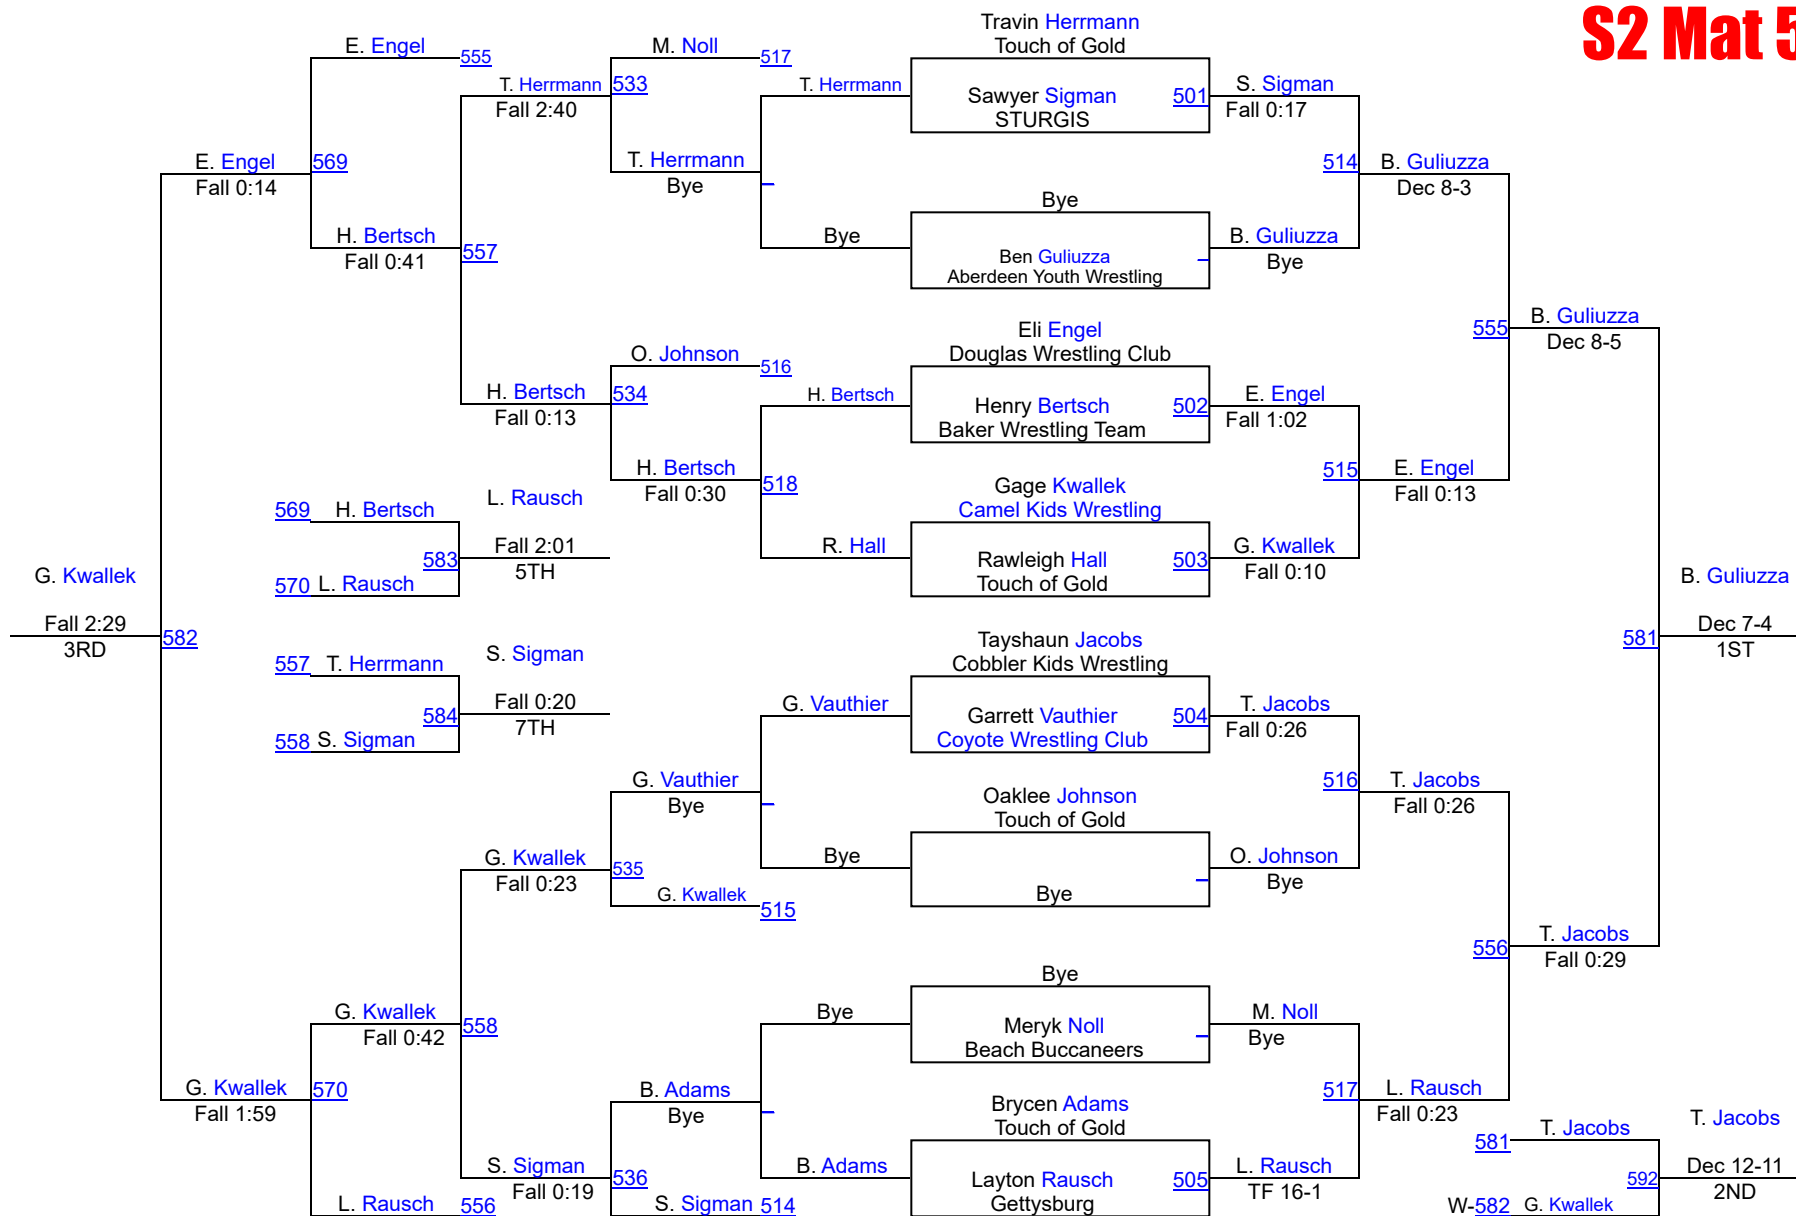 S2 Mat 5
Travin Herrmann
Touch of Gold
E. Engel
555
M. Noll
517
T. Herrmann
533
Fall 2:40
T. Herrmann
Sawyer Sigman
STURGIS
501
S. Sigman
Fall 0:17
E. Engel
Fall 0:14
569
T. Herrmann
Bye
514
B. Guliuzza
Dec 8-3
Bye
H. Bertsch
Fall 0:41
557
Bye
Ben Guliuzza
Aberdeen Youth Wrestling
B. Guliuzza
Bye
Eli Engel
Douglas Wrestling Club
555
B. Guliuzza
Dec 8-5
O. Johnson
516
H. Bertsch
Fall 0:13
534
H. Bertsch
Henry Bertsch
Baker Wrestling Team
502
E. Engel
Fall 1:02
H. Bertsch
Fall 0:30
518
Gage Kwallek
Camel Kids Wrestling
515
E. Engel
Fall 0:13
569
H. Bertsch
L. Rausch
583
Fall 2:01
5TH
570
L. Rausch
R. Hall
Rawleigh Hall
Touch of Gold
503
G. Kwallek
Fall 0:10
G. Kwallek
Fall 2:29
3RD
582
B. Guliuzza
581
Dec 7-4
1ST
557
T. Herrmann
S. Sigman
584
Fall 0:20
7TH
558
S. Sigman
Tayshaun Jacobs
Cobbler Kids Wrestling
G. Vauthier
Garrett Vauthier
Coyote Wrestling Club
504
T. Jacobs
Fall 0:26
G. Vauthier
Bye
Oaklee Johnson
Touch of Gold
516
T. Jacobs
Fall 0:26
G. Kwallek
Fall 0:23
535
Bye
Bye
O. Johnson
Bye
G. Kwallek
515
556
T. Jacobs
Fall 0:29
Bye
G. Kwallek
Fall 0:42
558
Bye
Meryk Noll
Beach Buccaneers
M. Noll
Bye
G. Kwallek
Fall 1:59
570
B. Adams
Bye
Brycen Adams
Touch of Gold
517
L. Rausch
Fall 0:23
581
T. Jacobs
T. Jacobs
S. Sigman
Fall 0:19
536
B. Adams
Layton Rausch
Gettysburg
505
L. Rausch
TF 16-1
592
Dec 12-11
2ND
L. Rausch
556
S. Sigman
514
W-582
G. Kwallek